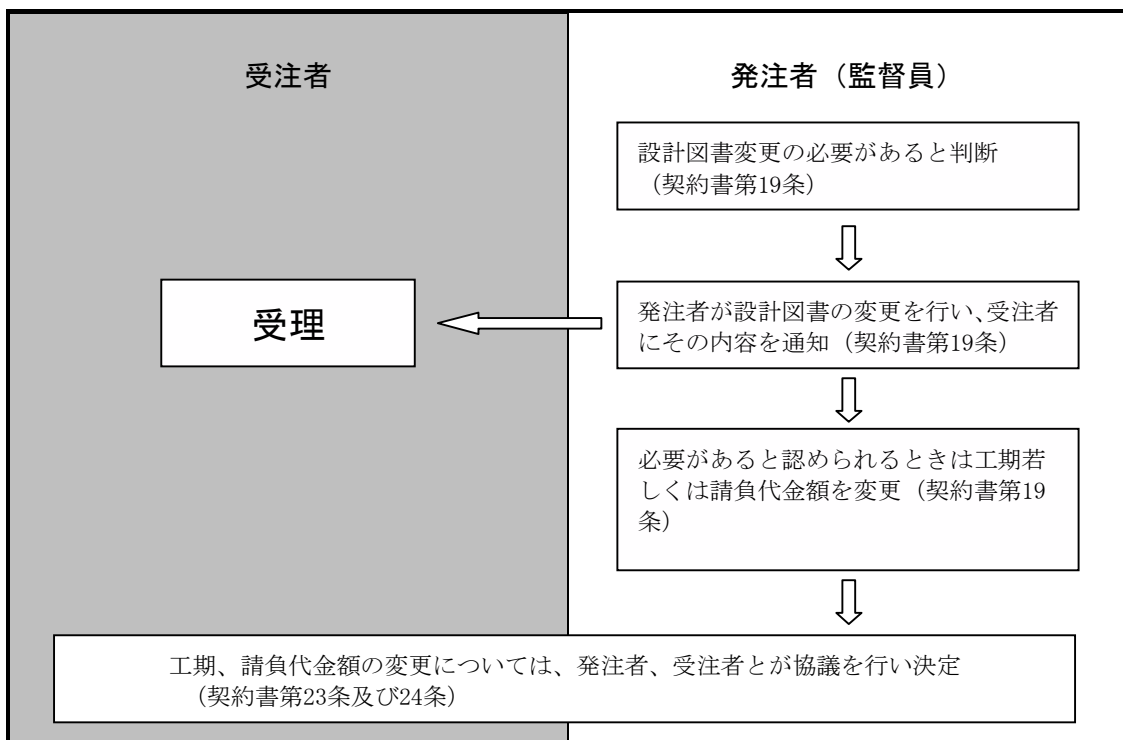 受注者
発注者（監督員）
設計図書変更の必要があると判断
（契約書第19条）
受理
発注者が設計図書の変更を行い、受注者
にその内容を通知（契約書第19条）
必要があると認められるときは工期若
しくは請負代金額を変更（契約書第19
条）
工期、請負代金額の変更については、発注者、受注者とが協議を行い決定
（契約書第23条及び24条）